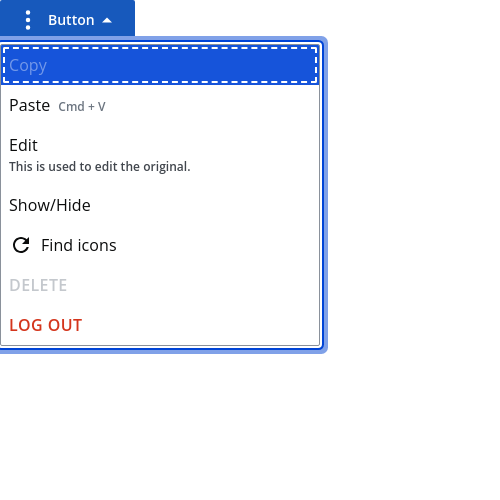 Button
Copy
Paste Cmd + V
Edit
This is used to edit the original.
Show/Hide
Find icons
DELETE
LOG OUT